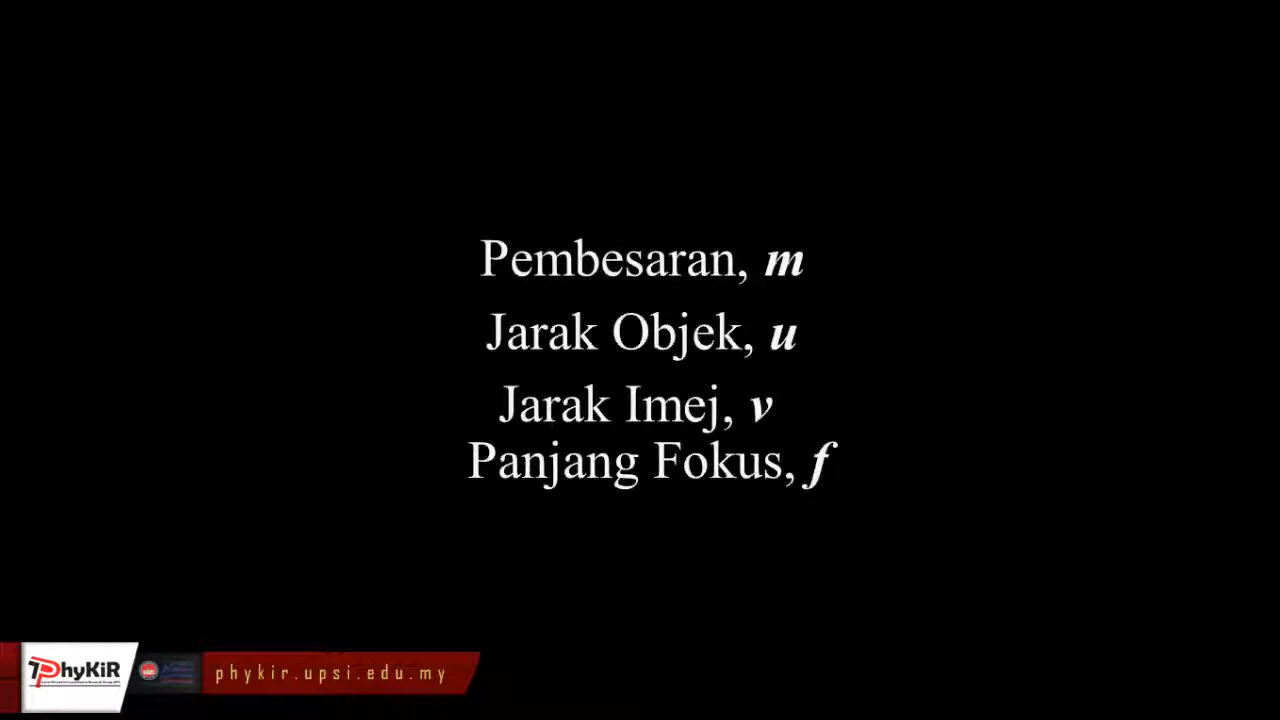 Pembesaran, m
Jarak Objek, u
Jarak Imej, v
Panjang Fokus, f
PhyKiR
phykir.upsi.edu.my